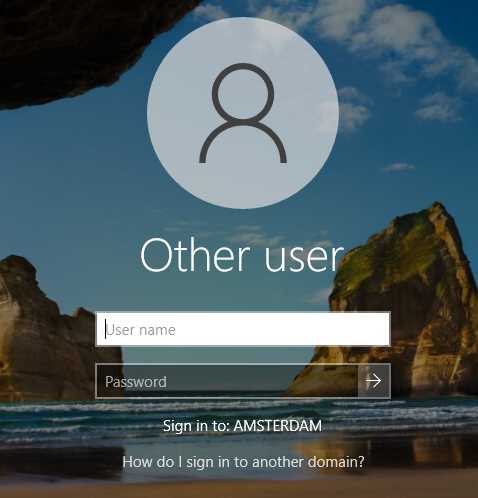 Other user
User name
Password
Sign in to: AMSTERDAM
How do I sign in to another domain?